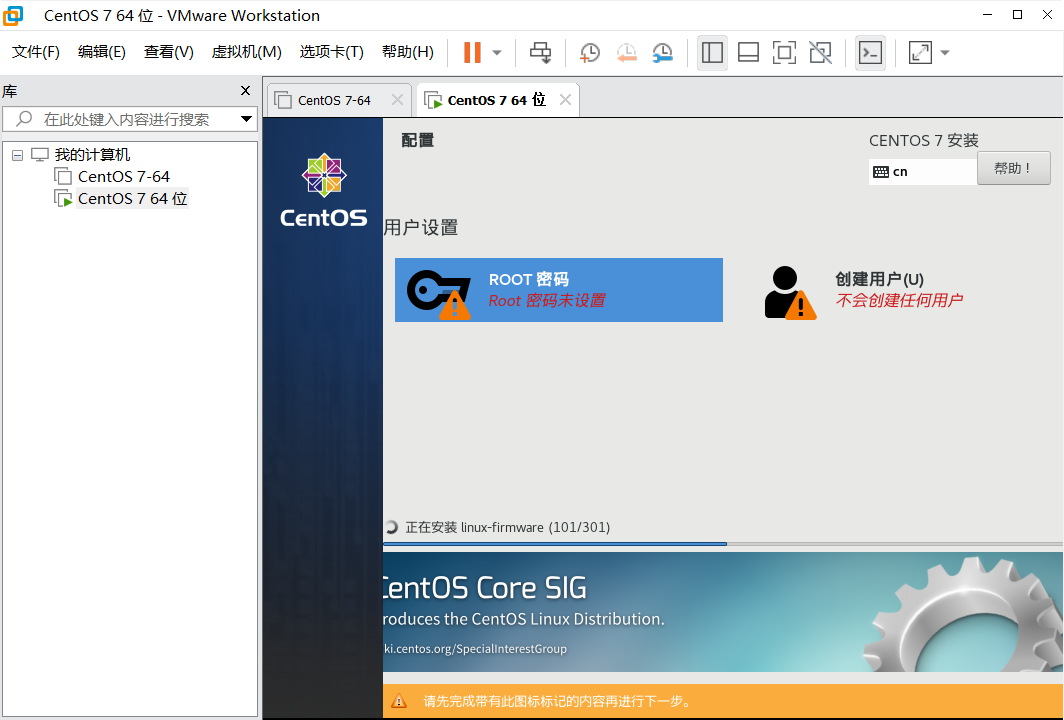 CentOS 7 64 位 - VMware Workstation
文件(F) 编辑(E) 查看(V) 虚拟机(M) 选项卡(T) 帮助(H)
库
在此处键入内容进行搜索
我的计算机
CentOS 7-64
CentOS 7 64 位
CentOS 7-64
CentOS 7 64 位
CentOS
配置
CENTOS 7 安装
cn
帮助！
用户设置
ROOT 密码
Root 密码未设置
创建用户(U)
不会创建任何用户
正在安装 linux-firmware (101/301)
CentOS Core SIG
roduces the CentOS Linux Distribution.
ki.centos.org/SpecialInterestGroup
请先完成带有此图标标记的内容再进行下一步。